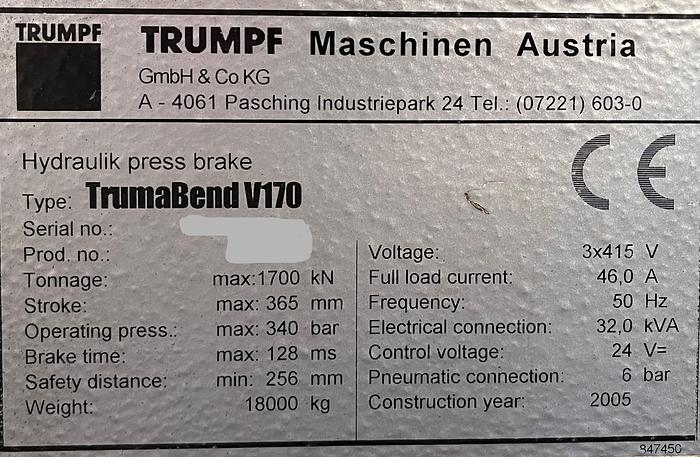 TRUMPF
TRUMPF Maschinen Austria
GmbH & Co KG
A - 4061 Pasching Industriepark 24 Tel.: (07221) 603-0
CE
Hydraulik press brake
Type: TrumaBend V170
Serial no.:
Prod. no.:
Tonnage: max: 1700 kN
Stroke: max: 365 mm
Operating press.: max: 340 bar
Brake time: max: 128 ms
Safety distance: min: 256 mm
Weight: 18000 kg
Voltage: 3x415 V
Full load current: 46,0 A
Frequency: 50 Hz
Electrical connection: 32,0 kVA
Control voltage: 24 V=
Pneumatic connection: 6 bar
Construction year: 2005
847450